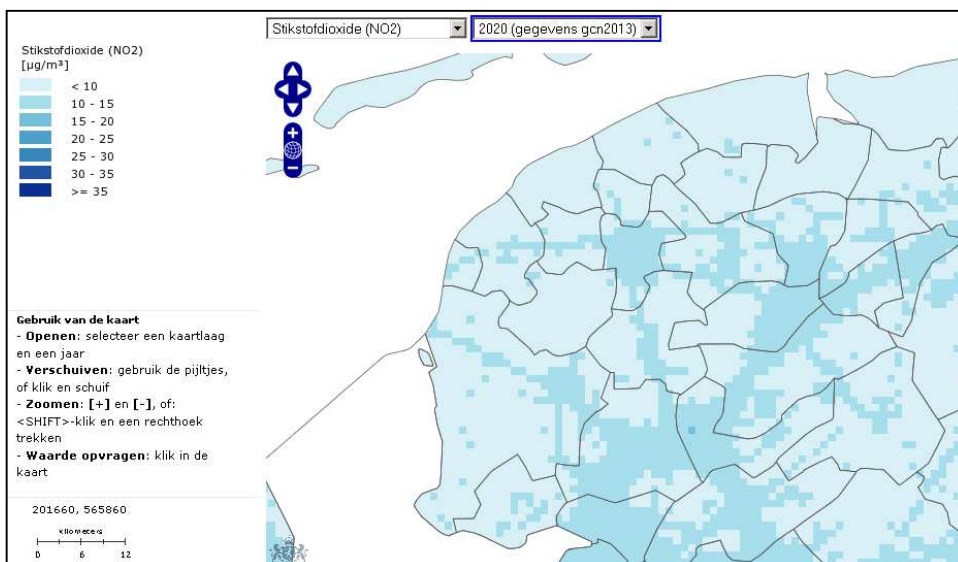 Stikstofdioxide (NO2)
2020 (gegevens gcn2013)
Stikstofdioxide (NO2)
[µg/m³]
< 10
10 - 15
15 - 20
20 - 25
25 - 30
30 - 35
>= 35
Gebruik van de kaart
- Openen: selecteer een kaartlaag
en een jaar
- Verschuiven: gebruik de pijltjes,
of klik en schuif
- Zoomen: [+] en [-], of:
<SHIFT>-klik en een rechthoek
trekken
- Waarde opvragen: klik in de
kaart
201660, 565860
kilometers
0 6 12